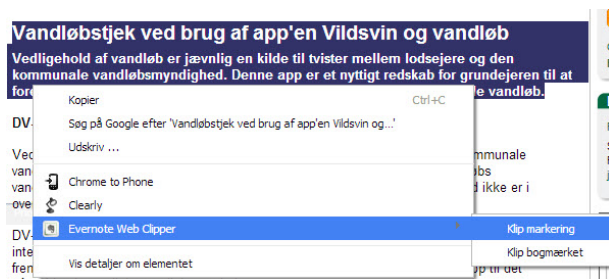 Vandløbstjek ved brug af app'en Vildsvin og vandløb
Vedligehold af vandløb er jævnlig en kilde til tvister mellem lodsejere og den
kommunale vandløbsmyndighed. Denne app er et nyttigt redskab for grundejeren til at
vandløb.
Kopier Ctrl+C
Søg på Google efter 'Vandløbstjek ved brug af app'en Vildsvin og...'
Udskriv ...
DV-
Chrome to Phone
Clearly
ikke er i
Evernote Web Clipper
Klip markering
DV-
Klip bogmærket
Vis detaljer om elementet
op til det